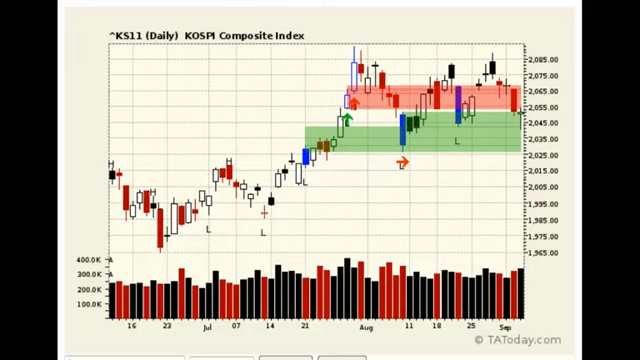 ^KS11 (Daily) KOSPI Composite Index
2,085.00
2,075.00
2,065.00
2,055.00
2,045.00
2,035.00
2,025.00
2,015.00
2,005.00
1,995.00
1,985.00
1,975.00
1,965.00
H
H
H
L
L
L
L
L
L
400.0K A
300.0K A
200.0K
100.0K
16 23 Jul 07 14 21 Aug 11 18 25 Sep
© TAToday.com